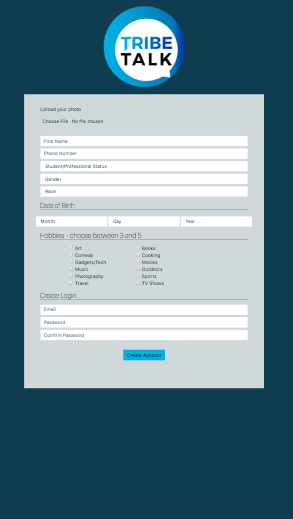 TRIBE
TALK
Upload your photo
Choose File No file chosen
First Name
Phone Number
Student/Professional Status
Gender
Race
Date of Birth
Month Day Year
Hobbies - choose between 3 and 5
Art Books
Comedy Cooking
Gadgets/Tech Movies
Music Outdoors
Photography Sports
Travel TV Shows
Create Login
Email
Password
Confirm Password
Create Account